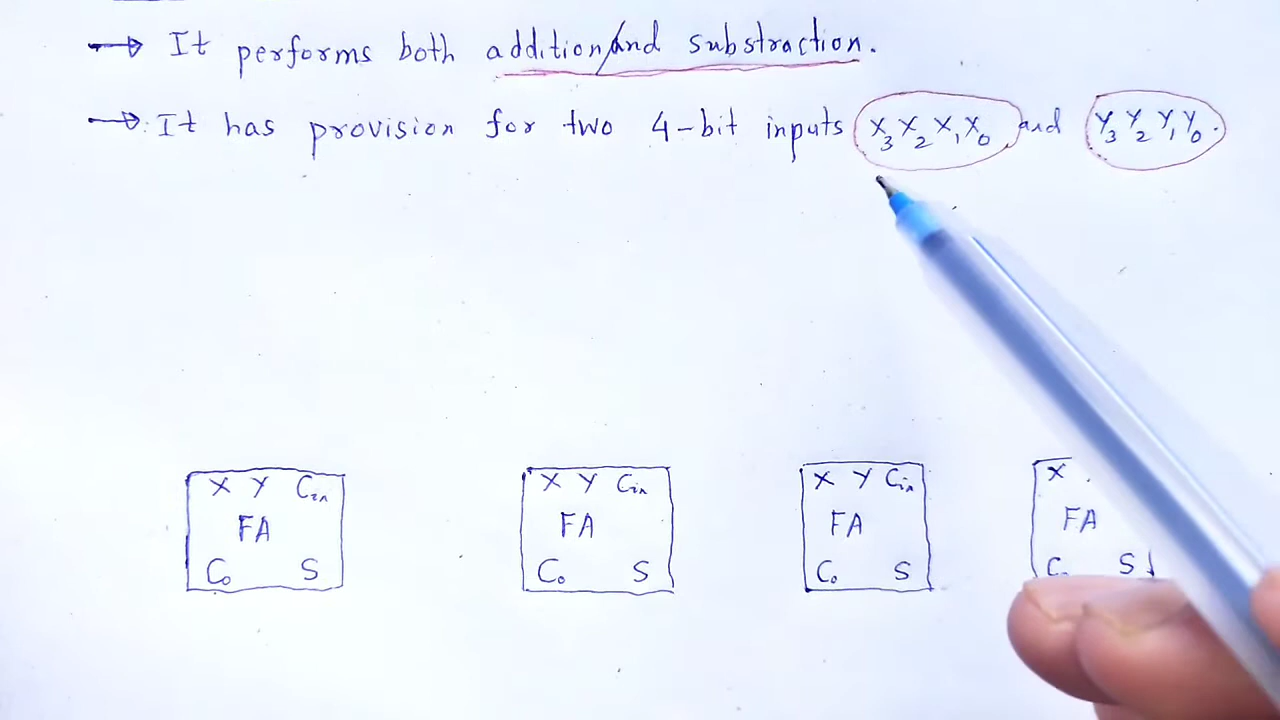 → It performs both addition/and substraction.
→ It has provision for two 4-bit inputs X₃X₂X₁X₀ and Y₃Y₂Y₁Y₀.
X Y Cin X Y Cin X Y Cin X
FA FA FA FA
C₀ S C₀ S C₀ S C S